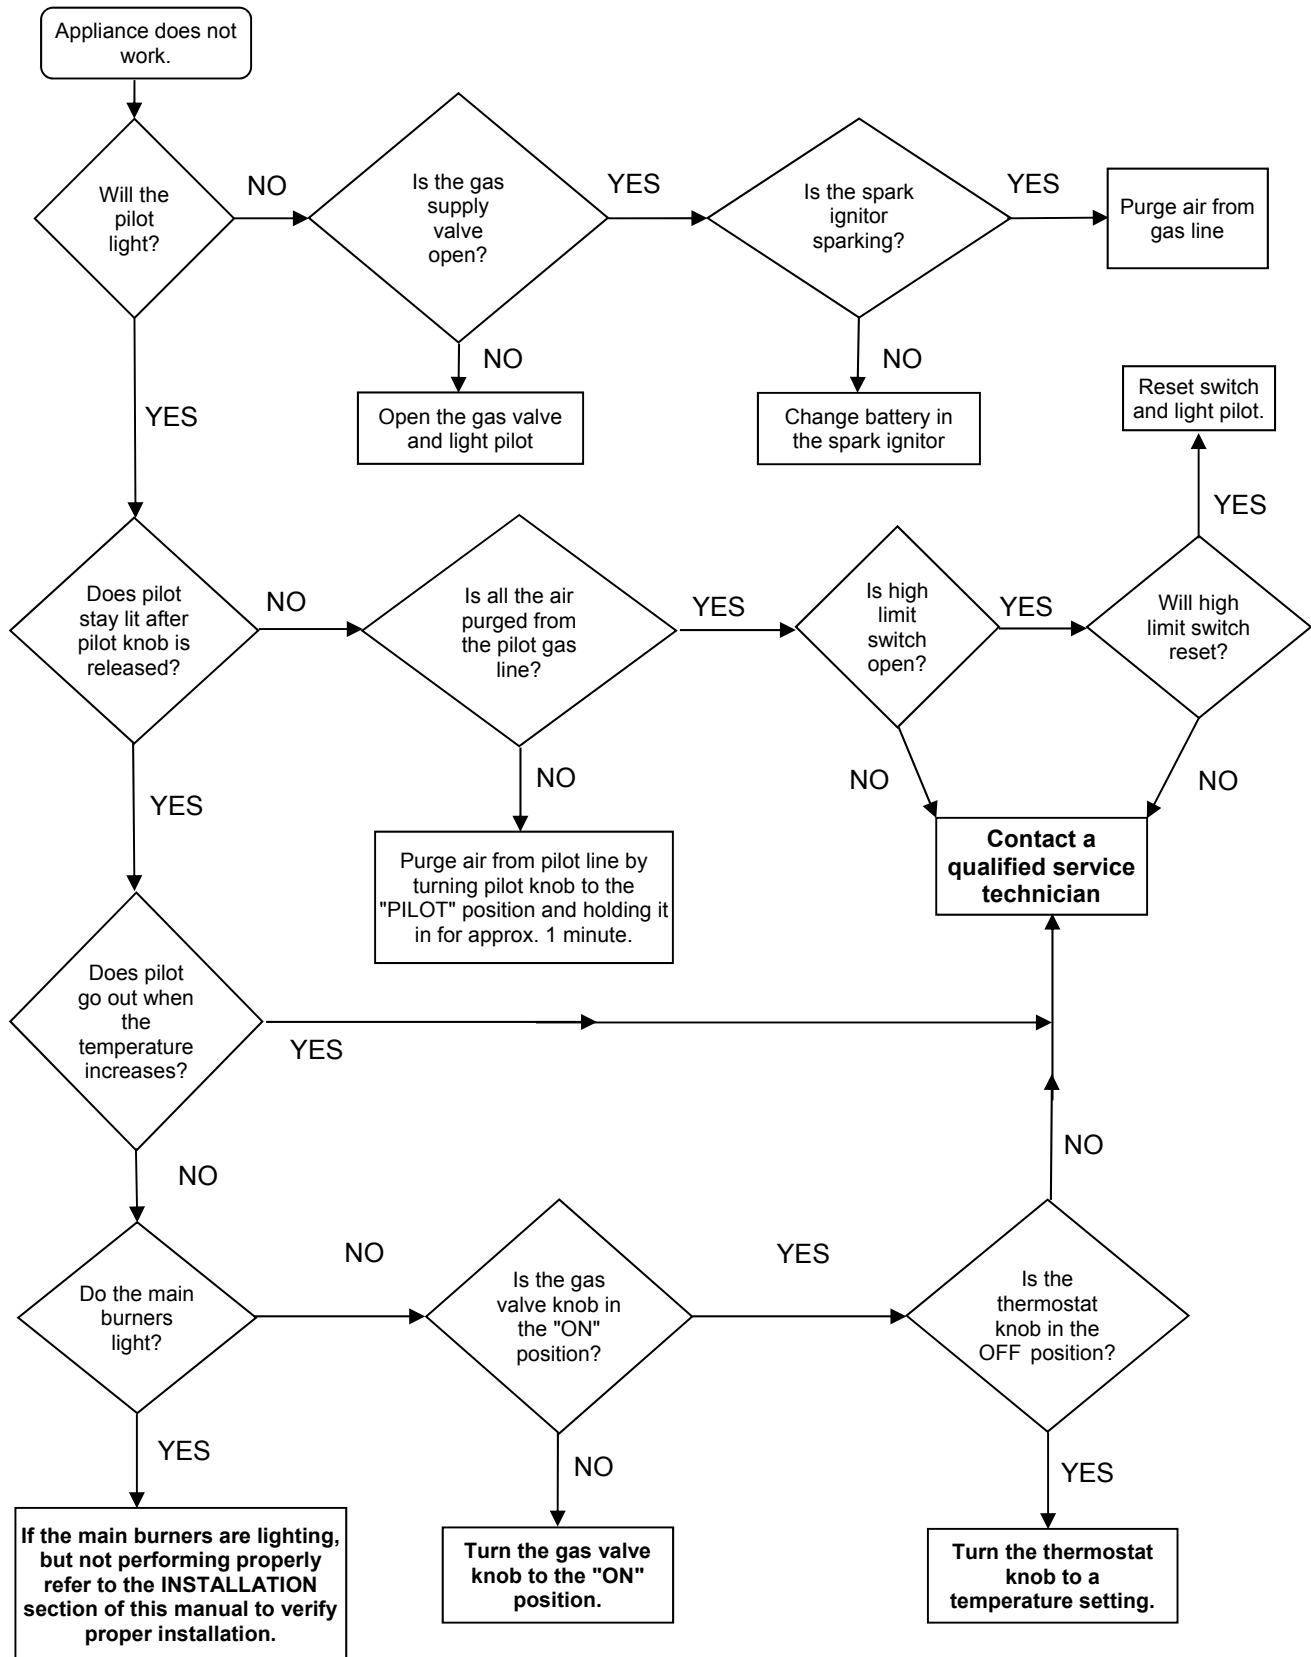 Appliance does not
work.
Will the
pilot
light?
NO
Is the gas
supply
valve
open?
YES
Is the spark
ignitor
sparking?
YES
Purge air from
gas line
NO
Open the gas valve
and light pilot
NO
Change battery in
the spark ignitor
Reset switch
and light pilot.
YES
YES
Does pilot
stay lit after
pilot knob is
released?
NO
Is all the air
purged from
the pilot gas
line?
YES
Is high
limit
switch
open?
YES
Will high
limit switch
reset?
NO
NO
NO
YES
Purge air from pilot line by
turning pilot knob to the
"PILOT" position and holding it
in for approx. 1 minute.
Contact a
qualified service
technician
Does pilot
go out when
the
temperature
increases?
YES
NO
NO
Do the main
burners
light?
NO
Is the gas
valve knob in
the "ON"
position?
YES
Is the
thermostat
knob in the
OFF position?
YES
NO
YES
If the main burners are lighting,
but not performing properly
refer to the INSTALLATION
section of this manual to verify
proper installation.
Turn the gas valve
knob to the "ON"
position.
Turn the thermostat
knob to a
temperature setting.